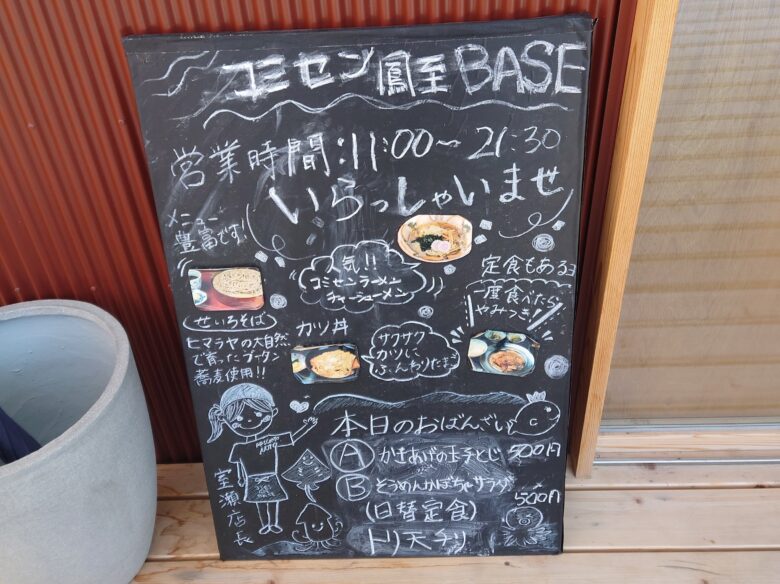 コミセン鳳至BASE
営業時間:11:00~21:30
いらっしゃいませ
メニュー
豊富です!
人気!!
コミセンラーメン
チャーシューメン
定食もあるヨ
一度食べたら
やみつき!
せいろそば
ヒマラヤの大自然
で育ったブータン
蕎麦使用!!
カツ丼
サクサク
カツに
ふんわりたまご
本日のおばんざい
A かきあげの玉子とじ 500円
B そうめんかぼちゃサラダ 500円
(日替定食)
トリ天チリ
室瀬店長